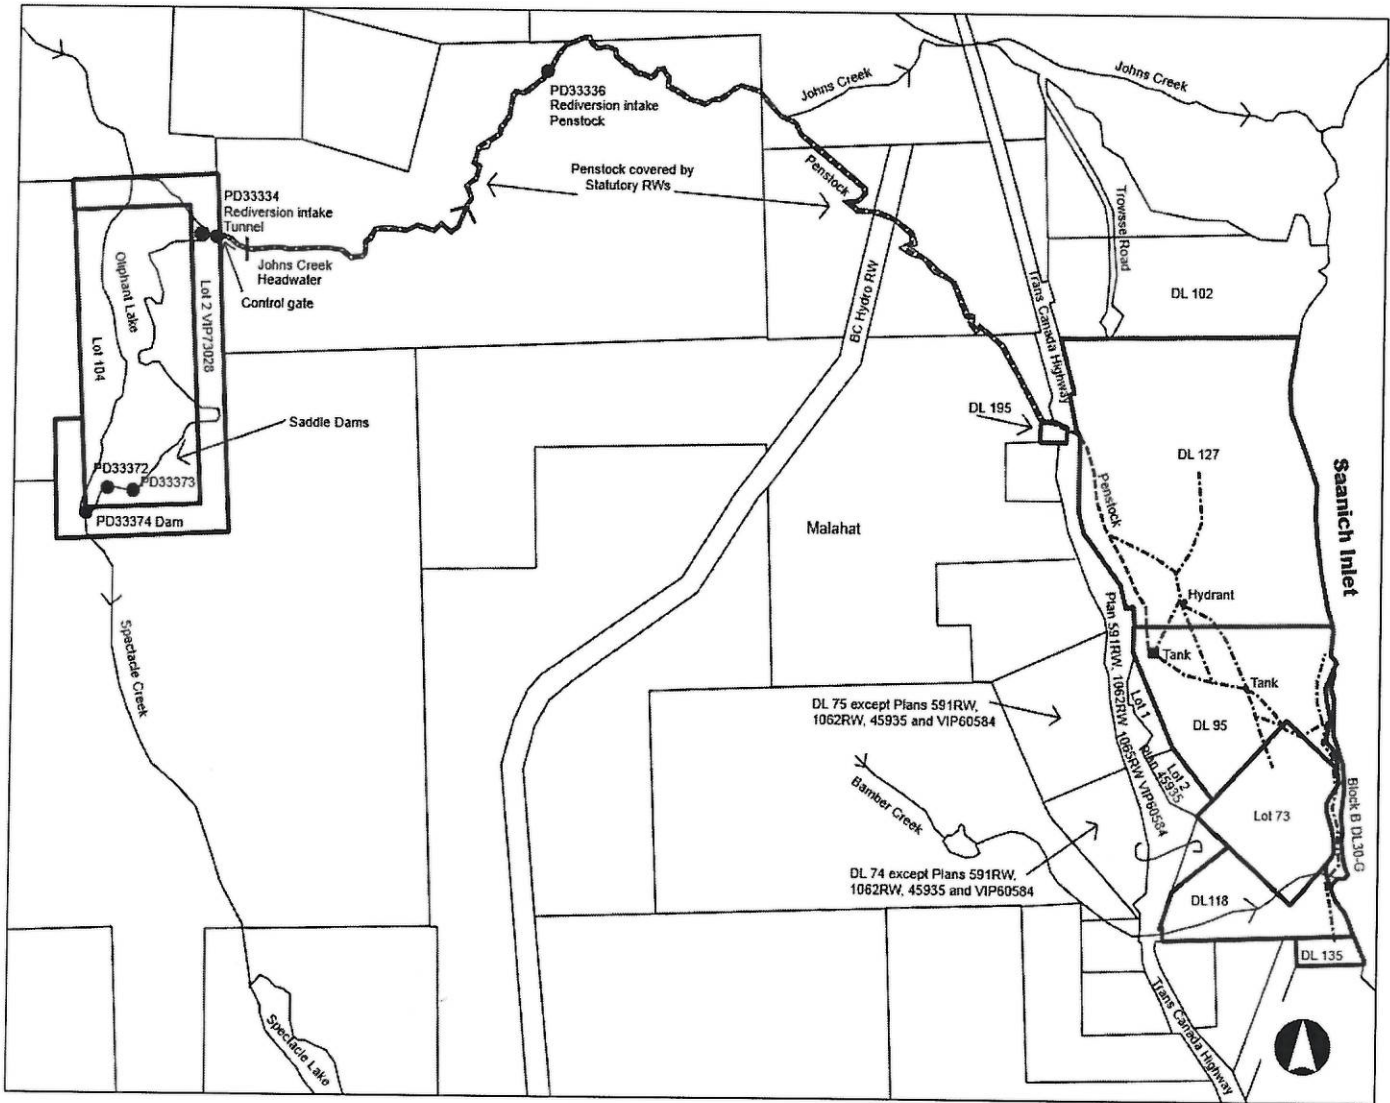 Johns Creek
Johns Creek
PD33336
Rediversion intake
Penstock
Penstock covered by
Statutory RWs
Penstock
PD33334
Rediversion intake
Tunnel
Johns Creek
Headwater
Control gate
Oliphant Lake
Lot 2 VIP73028
Lot 104
Saddle Dams
PD33372
PD33373
PD33374 Dam
Spectacle Creek
Spectacle Lake
BC Hydro RW
Trans Canada Highway
Trowsse Road
DL 102
DL 195
DL 127
Penstock
Saanich Inlet
Malahat
Hydrant
Tank
Tank
Plan 591RW, 1062RW, 1065RW VIP60584
Lot 1
Lot 2
Plan 45935
DL 95
DL 75 except Plans 591RW,
1062RW, 45935 and VIP60584
Bamber Creek
Lot 73
Block B DL30-G
DL 74 except Plans 591RW,
1062RW, 45935 and VIP60584
DL118
DL 135
Trans Canada Highway